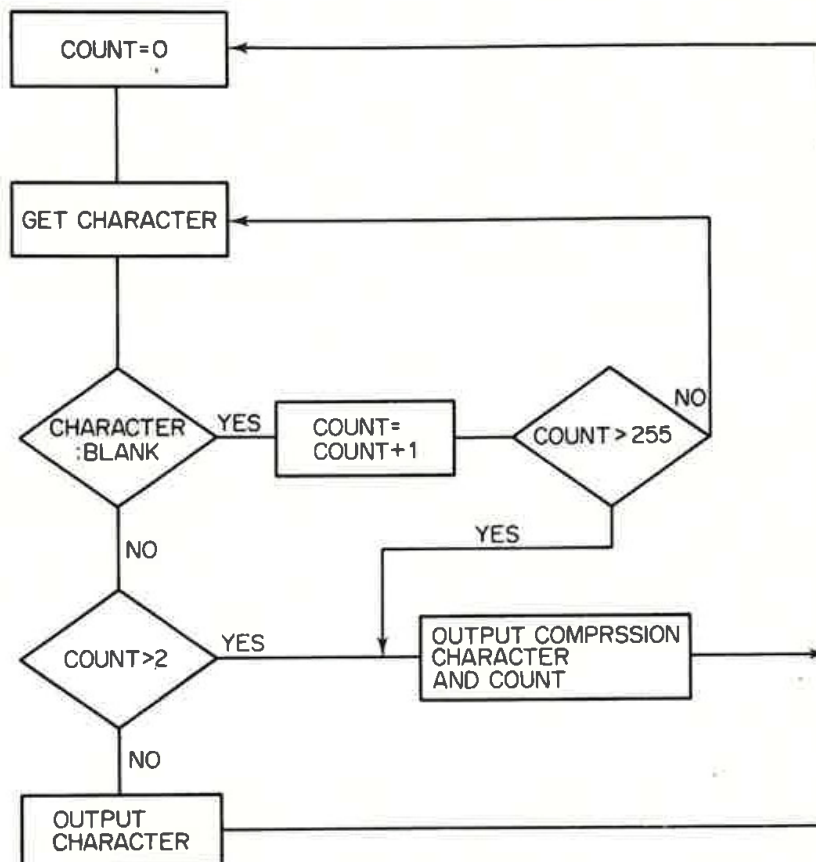 COUNT=0
GET CHARACTER
CHARACTER
:BLANK
YES
COUNT=
COUNT+1
COUNT>255
NO
YES
NO
COUNT>2
YES
OUTPUT COMPRSSION
CHARACTER
AND COUNT
NO
OUTPUT
CHARACTER